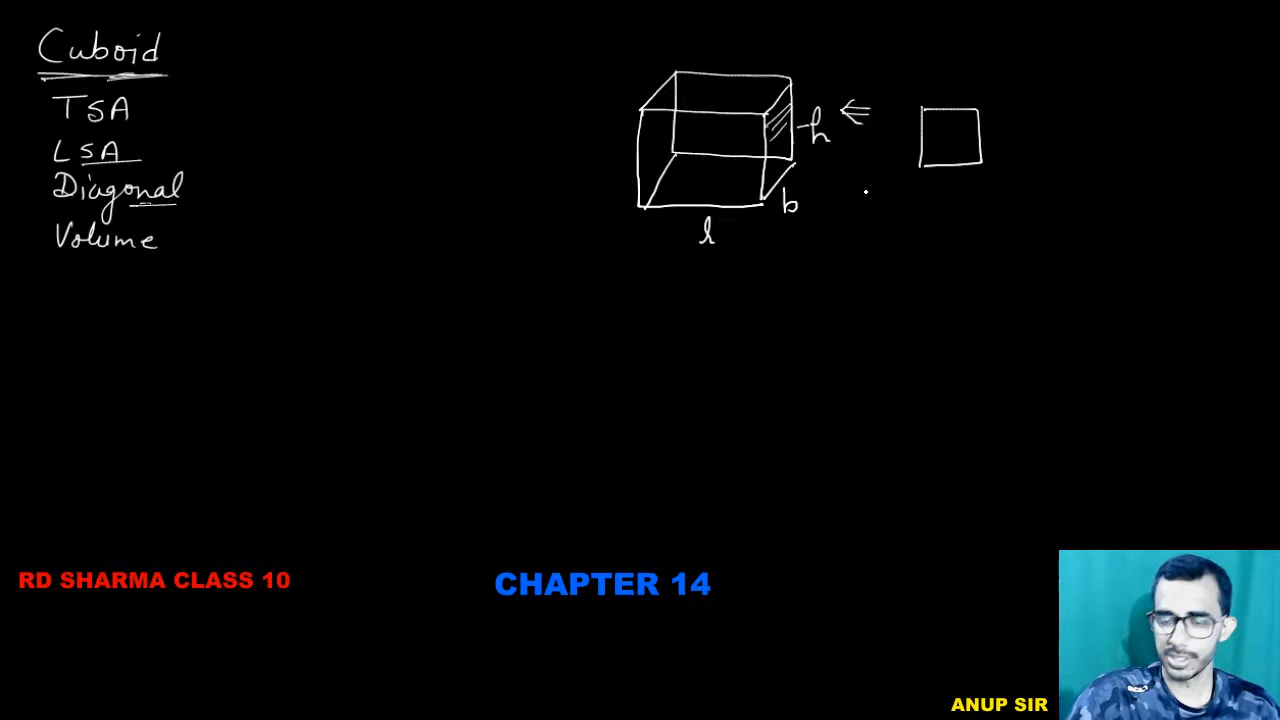 Cuboid
TSA
LSA
Diagonal
Volume
h
b
l
RD SHARMA CLASS 10
CHAPTER 14
ANUP SIR